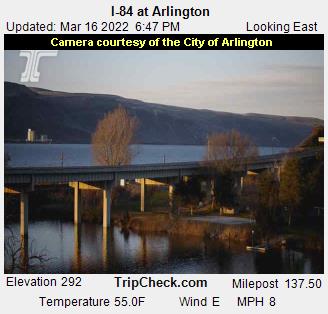 I-84 at Arlington
Updated: Mar 16 2022 6:47 PM Looking East
Camera courtesy of the City of Arlington
Elevation 292 TripCheck.com Milepost 137.50
Temperature 55.0F Wind E MPH 8